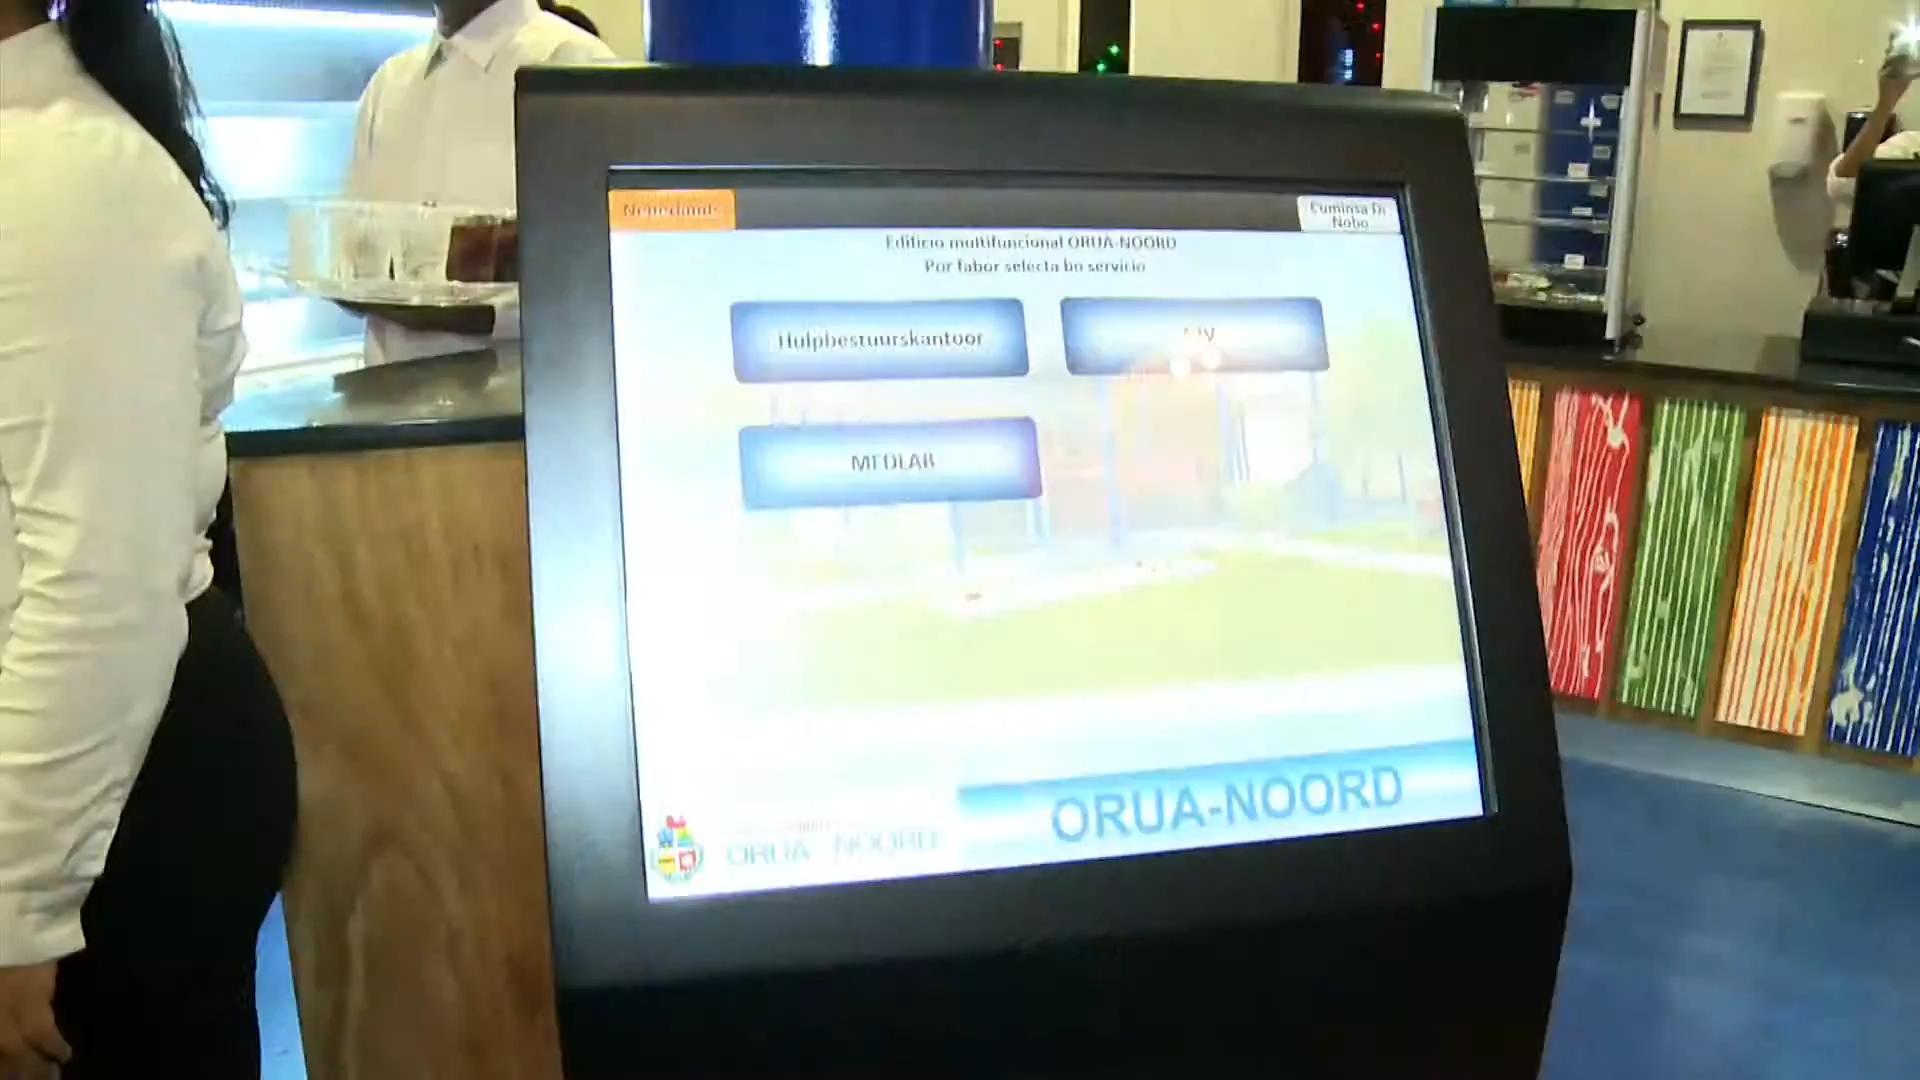 Nederlands
Cuminsa Di
Nobo
Edificio multifuncional ORUA-NOORD
Por fabor selecta bo servicio
Hulpbestuurskantoor
MEDLAB
ORUA-NOORD
ORUA NOORD